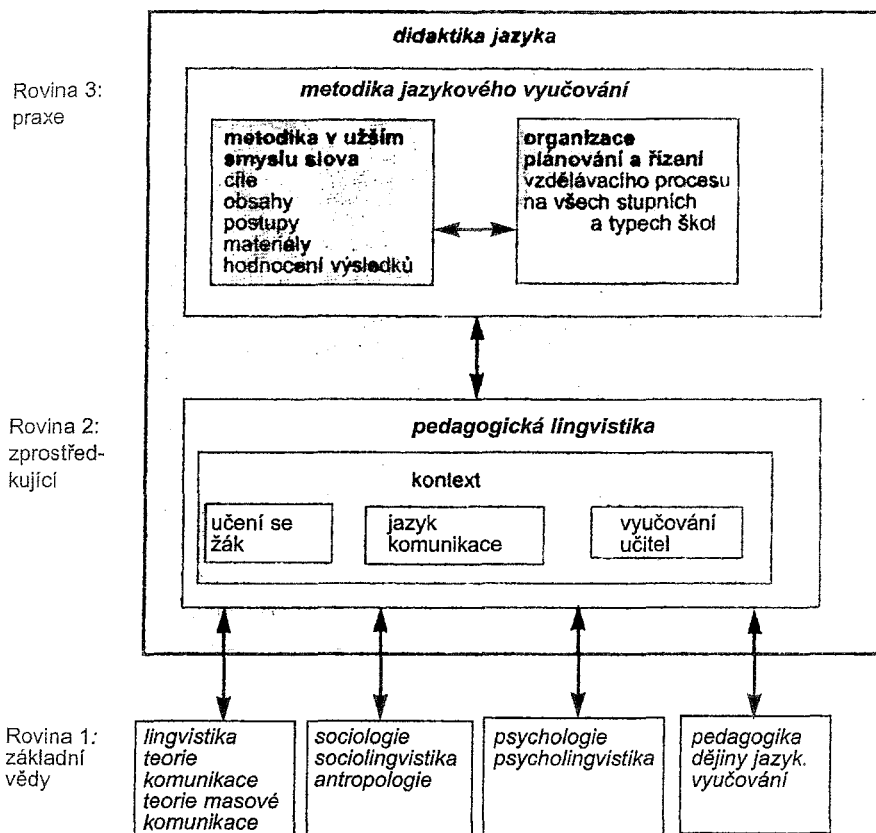 didaktika jazyka
Rovina 3:
praxe
metodika jazykového vyučování
metodika v užším
smyslu slova
cíle
obsahy
postupy
materiály
hodnocení výsledků
organizace
plánování a řízení
vzdělávacího procesu
na všech stupních
a typech škol
Rovina 2:
zprostřed-
kující
pedagogická lingvistika
kontext
učení se
žák
jazyk
komunikace
vyučování
učitel
Rovina 1:
základní
vědy
lingvistika
teorie
komunikace
teorie masové
komunikace
sociologie
sociolingvistika
antropologie
psychologie
psycholingvistika
pedagogika
dějiny jazyk.
vyučování